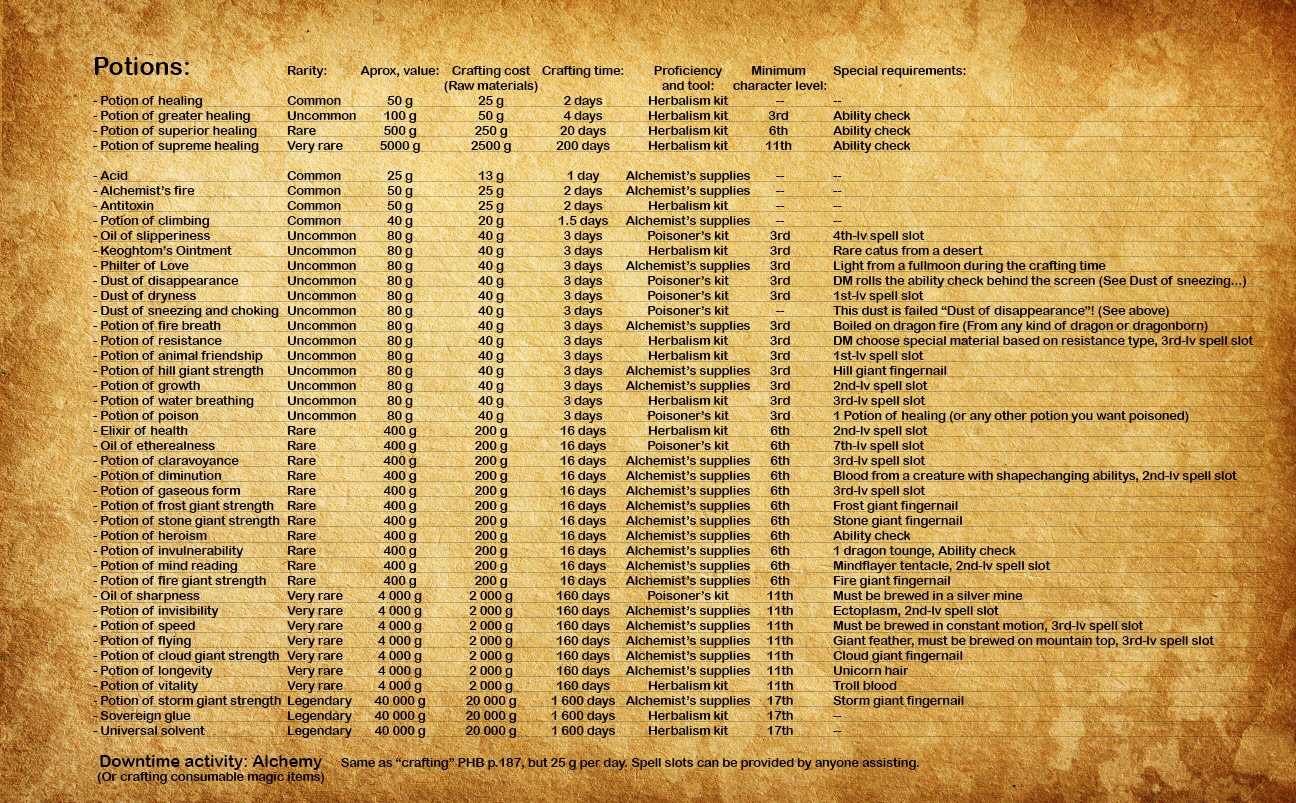 Potions: Rarity: Aprox, value: Crafting cost Crafting time: Proficiency Minimum Special requirements:
(Raw materials) and tool: character level:
- Potion of healing Common 50 g 25 g 2 days Herbalism kit -- --
- Potion of greater healing Uncommon 100 g 50 g 4 days Herbalism kit 3rd Ability check
- Potion of superior healing Rare 500 g 250 g 20 days Herbalism kit 6th Ability check
- Potion of supreme healing Very rare 5000 g 2500 g 200 days Herbalism kit 11th Ability check
- Acid Common 25 g 13 g 1 day Alchemist's supplies -- --
- Alchemist's fire Common 50 g 25 g 2 days Alchemist's supplies -- --
- Antitoxin Common 50 g 25 g 2 days Herbalism kit -- --
- Potion of climbing Common 40 g 20 g 1.5 days Alchemist's supplies -- --
- Oil of slipperiness Uncommon 80 g 40 g 3 days Poisoner's kit 3rd 4th-lv spell slot
- Keoghtom's Ointment Uncommon 80 g 40 g 3 days Herbalism kit 3rd Rare catus from a desert
- Philter of Love Uncommon 80 g 40 g 3 days Alchemist's supplies 3rd Light from a fullmoon during the crafting time
- Dust of disappearance Uncommon 80 g 40 g 3 days Poisoner's kit 3rd DM rolls the ability check behind the screen (See Dust of sneezing...)
- Dust of dryness Uncommon 80 g 40 g 3 days Poisoner's kit 3rd 1st-lv spell slot
- Dust of sneezing and choking Uncommon 80 g 40 g 3 days Poisoner's kit -- This dust is failed "Dust of disappearance"! (See above)
- Potion of fire breath Uncommon 80 g 40 g 3 days Alchemist's supplies 3rd Boiled on dragon fire (From any kind of dragon or dragonborn)
- Potion of resistance Uncommon 80 g 40 g 3 days Herbalism kit 3rd DM choose special material based on resistance type, 3rd-lv spell slot
- Potion of animal friendship Uncommon 80 g 40 g 3 days Herbalism kit 3rd 1st-lv spell slot
- Potion of hill giant strength Uncommon 80 g 40 g 3 days Alchemist's supplies 3rd Hill giant fingernail
- Potion of growth Uncommon 80 g 40 g 3 days Alchemist's supplies 3rd 2nd-lv spell slot
- Potion of water breathing Uncommon 80 g 40 g 3 days Herbalism kit 3rd 3rd-lv spell slot
- Potion of poison Uncommon 80 g 40 g 3 days Poisoner's kit 3rd 1 Potion of healing (or any other potion you want poisoned)
- Elixir of health Rare 400 g 200 g 16 days Herbalism kit 6th 2nd-lv spell slot
- Oil of etherealness Rare 400 g 200 g 16 days Poisoner's kit 6th 7th-lv spell slot
- Potion of claravoyance Rare 400 g 200 g 16 days Alchemist's supplies 6th 3rd-lv spell slot
- Potion of diminution Rare 400 g 200 g 16 days Alchemist's supplies 6th Blood from a creature with shapechanging abilitys, 2nd-lv spell slot
- Potion of gaseous form Rare 400 g 200 g 16 days Alchemist's supplies 6th 3rd-lv spell slot
- Potion of frost giant strength Rare 400 g 200 g 16 days Alchemist's supplies 6th Frost giant fingernail
- Potion of stone giant strength Rare 400 g 200 g 16 days Alchemist's supplies 6th Stone giant fingernail
- Potion of heroism Rare 400 g 200 g 16 days Alchemist's supplies 6th Ability check
- Potion of invulnerability Rare 400 g 200 g 16 days Alchemist's supplies 6th 1 dragon tounge, Ability check
- Potion of mind reading Rare 400 g 200 g 16 days Alchemist's supplies 6th Mindflayer tentacle, 2nd-lv spell slot
- Potion of fire giant strength Rare 400 g 200 g 16 days Alchemist's supplies 6th Fire giant fingernail
- Oil of sharpness Very rare 4 000 g 2 000 g 160 days Poisoner's kit 11th Must be brewed in a silver mine
- Potion of invisibility Very rare 4 000 g 2 000 g 160 days Alchemist's supplies 11th Ectoplasm, 2nd-lv spell slot
- Potion of speed Very rare 4 000 g 2 000 g 160 days Alchemist's supplies 11th Must be brewed in constant motion, 3rd-lv spell slot
- Potion of flying Very rare 4 000 g 2 000 g 160 days Alchemist's supplies 11th Giant feather, must be brewed on mountain top, 3rd-lv spell slot
- Potion of cloud giant strength Very rare 4 000 g 2 000 g 160 days Alchemist's supplies 11th Cloud giant fingernail
- Potion of longevity Very rare 4 000 g 2 000 g 160 days Alchemist's supplies 11th Unicorn hair
- Potion of vitality Very rare 4 000 g 2 000 g 160 days Herbalism kit 11th Troll blood
- Potion of storm giant strength Legendary 40 000 g 20 000 g 1 600 days Alchemist's supplies 17th Storm giant fingernail
- Sovereign glue Legendary 40 000 g 20 000 g 1 600 days Herbalism kit 17th --
- Universal solvent Legendary 40 000 g 20 000 g 1 600 days Herbalism kit 17th --
Downtime activity: Alchemy Same as "crafting" PHB p.187, but 25 g per day. Spell slots can be provided by anyone assisting.
(Or crafting consumable magic items)